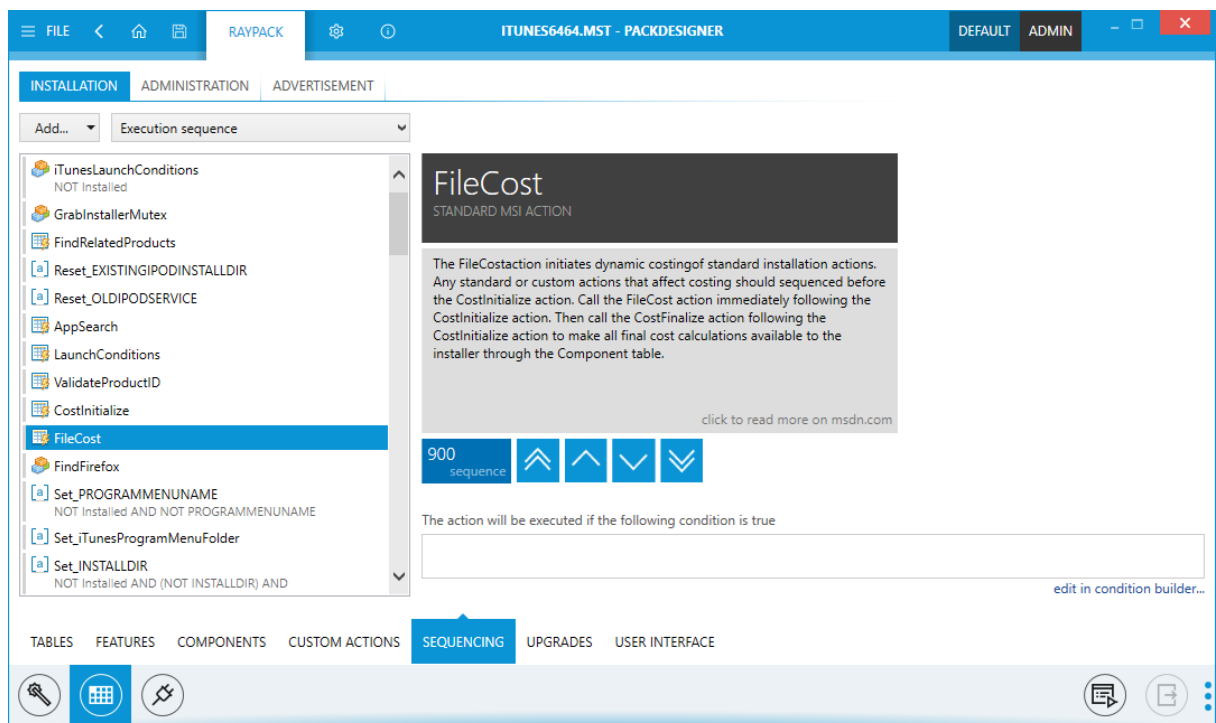 FILE
RAYPACK
ITUNES6464.MST - PACKDESIGNER
DEFAULT
ADMIN
INSTALLATION
ADMINISTRATION
ADVERTISEMENT
Add...
Execution sequence
iTunesLaunchConditions
NOT Installed
GrabInstallerMutex
FindRelatedProducts
[a] Reset_EXISTINGIPODINSTALLDIR
[a] Reset_OLDIPODSERVICE
AppSearch
LaunchConditions
ValidateProductID
CostInitialize
FileCost
FindFirefox
[a] Set_PROGRAMMENUNAME
NOT Installed AND NOT PROGRAMMENUNAME
[a] Set_iTunesProgramMenuFolder
[a] Set_INSTALLDIR
NOT Installed AND (NOT INSTALLDIR) AND
FileCost
STANDARD MSI ACTION
The FileCostaction initiates dynamic costingof standard installation actions.
Any standard or custom actions that affect costing should sequenced before
the CostInitialize action. Call the FileCost action immediately following the
CostInitialize action. Then call the CostFinalize action following the
CostInitialize action to make all final cost calculations available to the
installer through the Component table.
click to read more on msdn.com
900
sequence
The action will be executed if the following condition is true
edit in condition builder...
TABLES
FEATURES
COMPONENTS
CUSTOM ACTIONS
SEQUENCING
UPGRADES
USER INTERFACE